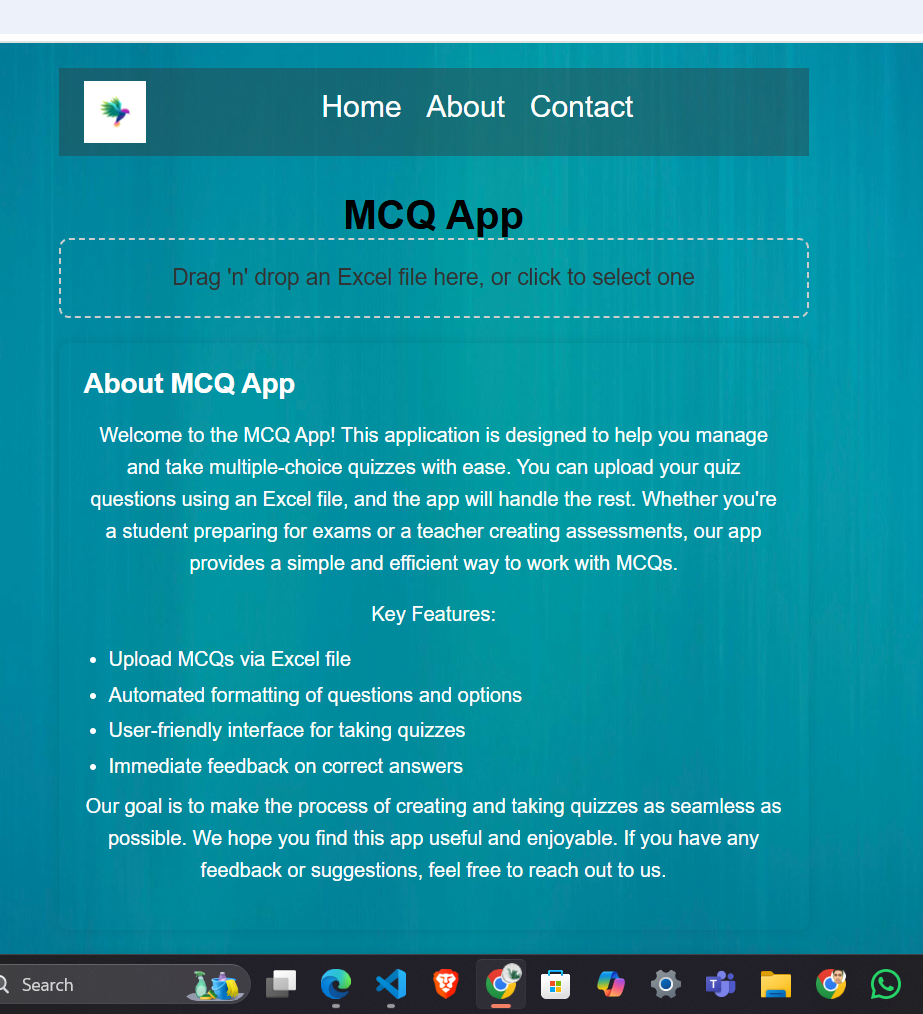 Home About Contact
MCQ App
Drag 'n' drop an Excel file here, or click to select one
About MCQ App
Welcome to the MCQ App! This application is designed to help you manage
and take multiple-choice quizzes with ease. You can upload your quiz
questions using an Excel file, and the app will handle the rest. Whether you're
a student preparing for exams or a teacher creating assessments, our app
provides a simple and efficient way to work with MCQs.
Key Features:
• Upload MCQs via Excel file
• Automated formatting of questions and options
• User-friendly interface for taking quizzes
• Immediate feedback on correct answers
Our goal is to make the process of creating and taking quizzes as seamless as
possible. We hope you find this app useful and enjoyable. If you have any
feedback or suggestions, feel free to reach out to us.
Search